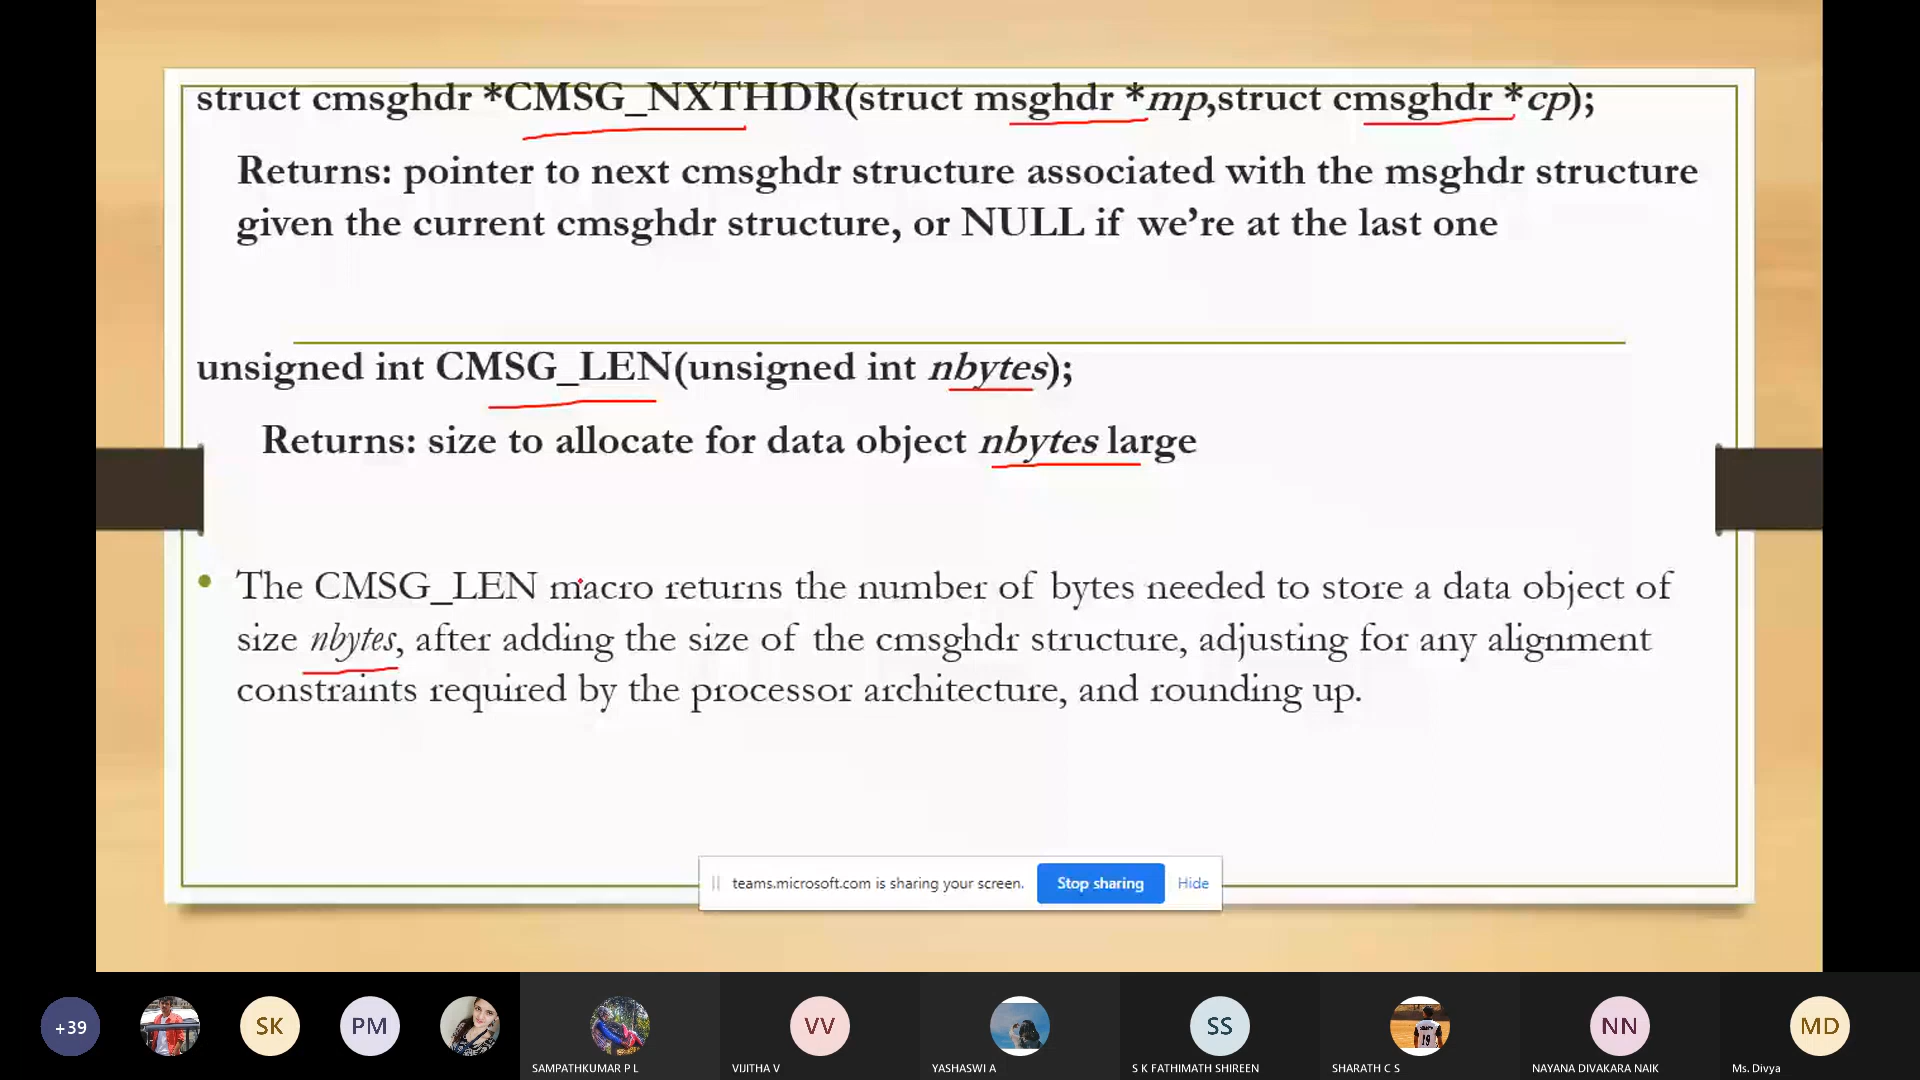 struct cmsghdr *CMSG_NXTHDR(struct msghdr *mp,struct cmsghdr *cp);
Returns: pointer to next cmsghdr structure associated with the msghdr structure
given the current cmsghdr structure, or NULL if we’re at the last one
unsigned int CMSG_LEN(unsigned int nbytes);
Returns: size to allocate for data object nbytes large
• The CMSG_LEN macro returns the number of bytes needed to store a data object of
size nbytes, after adding the size of the cmsghdr structure, adjusting for any alignment
constraints required by the processor architecture, and rounding up.
teams.microsoft.com is sharing your screen. Stop sharing Hide
+39 SK PM VV SS NN MD
SAMPATHKUMAR P L VIJITHA V YASHASWI A S K FATHIMATH SHIREEN SHARATH C S NAYANA DIVAKARA NAIK Ms. Divya